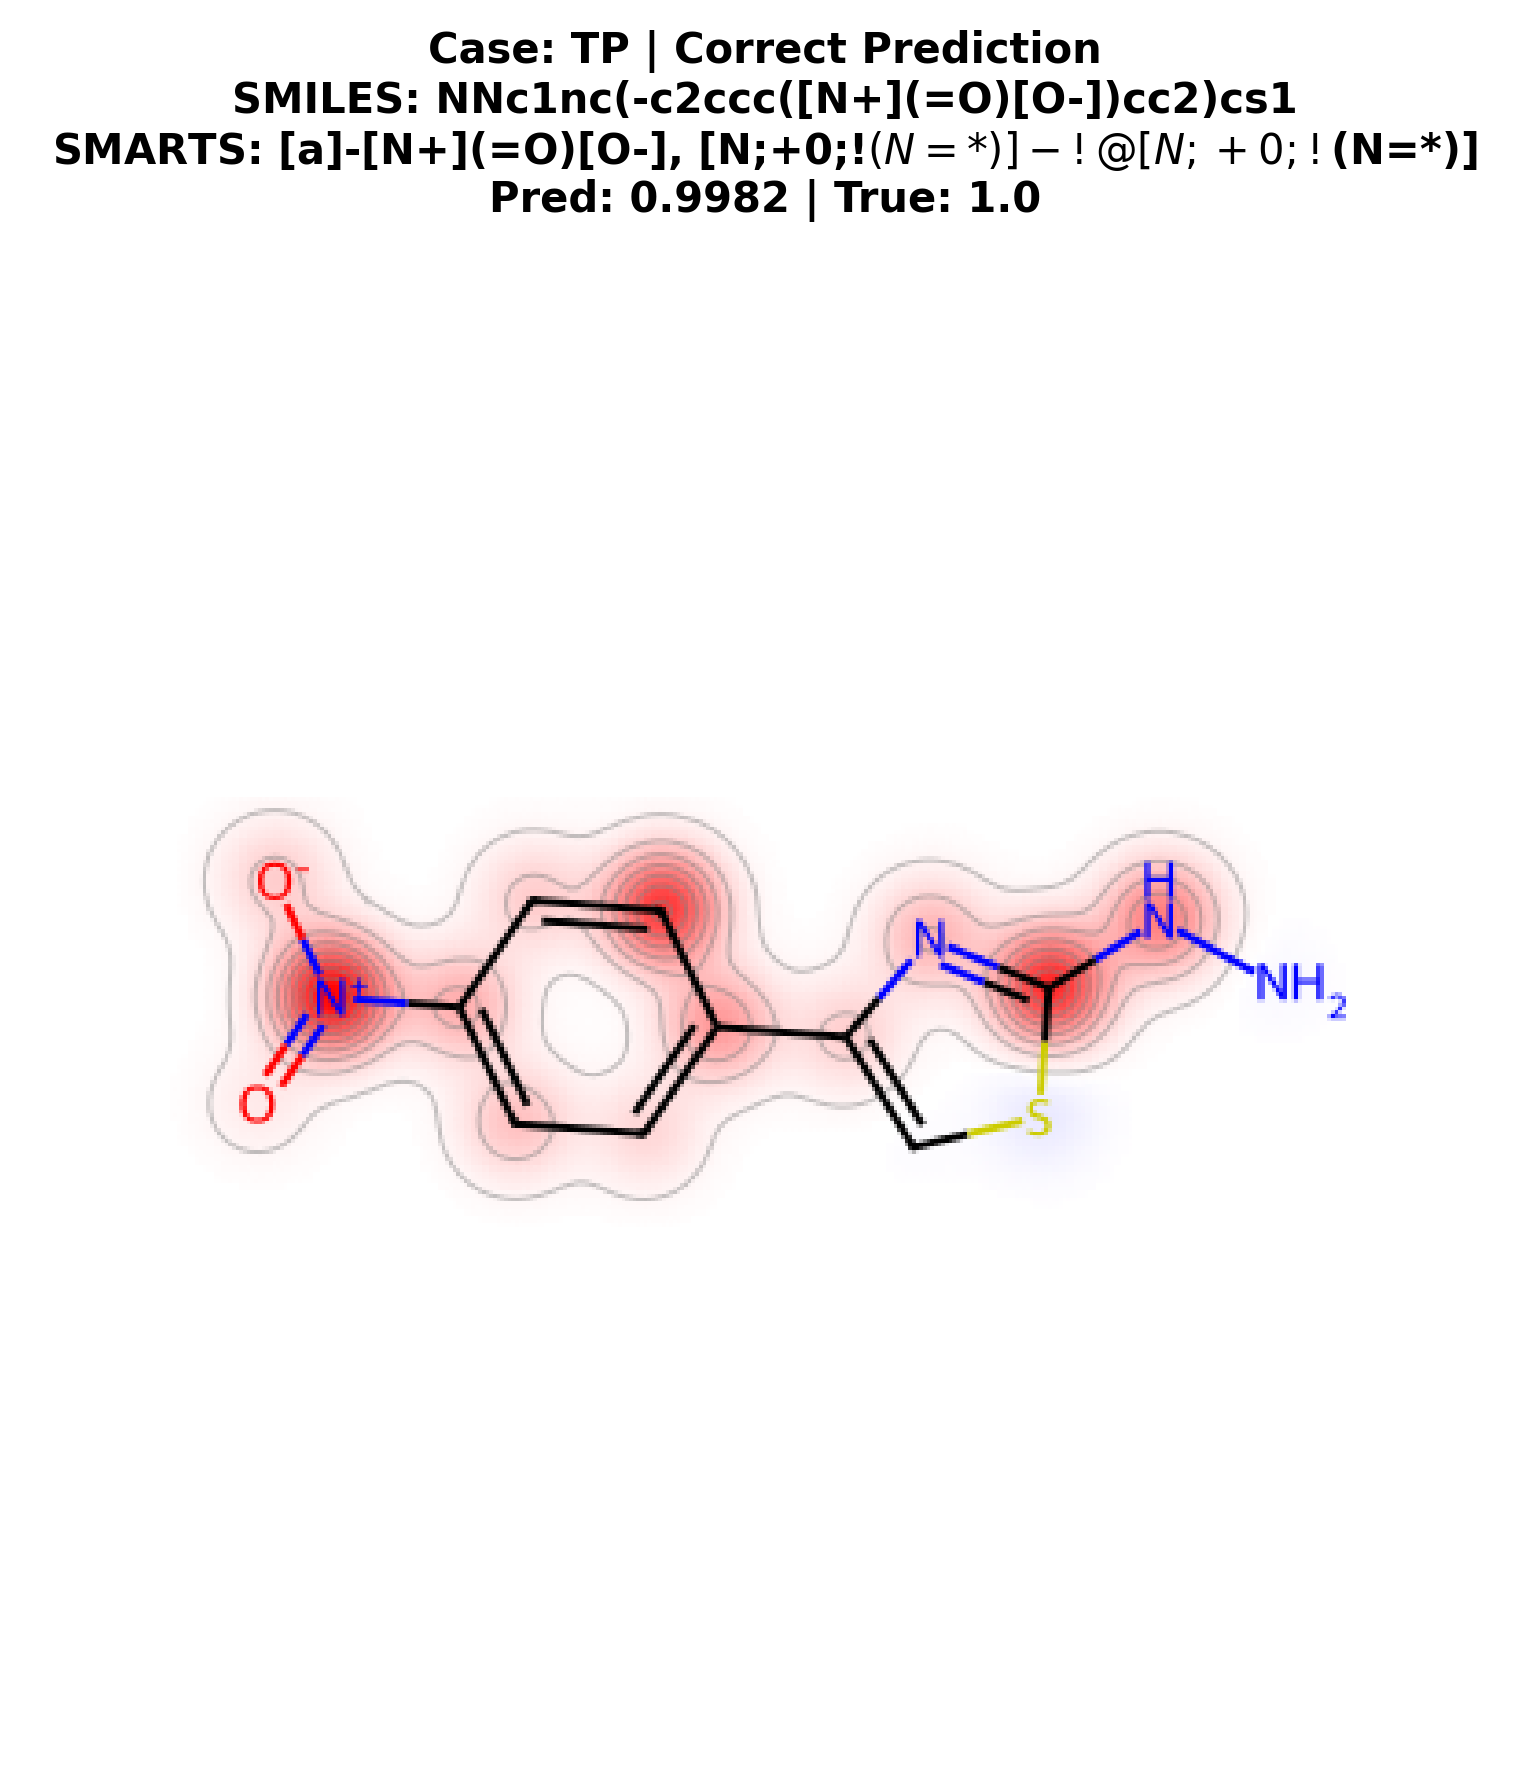 Case: TP | Correct Prediction
SMILES: NNc1nc(-c2ccc([N+](=O)[O-])cc2)cs1
SMARTS: [a]-[N+](=O)[O-], [N;+0;!(N = *)] − ! @[N; +0; ! (N=*)]
Pred: 0.9982 | True: 1.0
O⁻
H
N
N
N⁺
NH₂
O
S